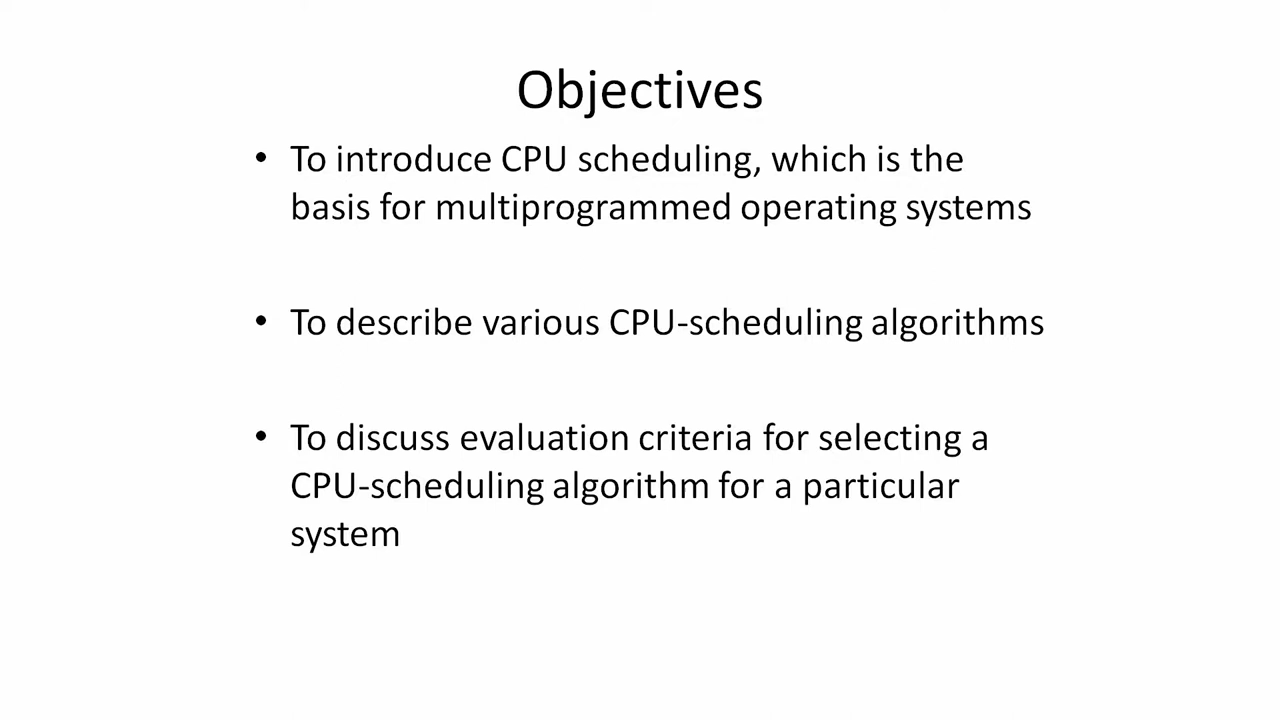 Objectives
• To introduce CPU scheduling, which is the
basis for multiprogrammed operating systems
• To describe various CPU-scheduling algorithms
• To discuss evaluation criteria for selecting a
CPU-scheduling algorithm for a particular
system